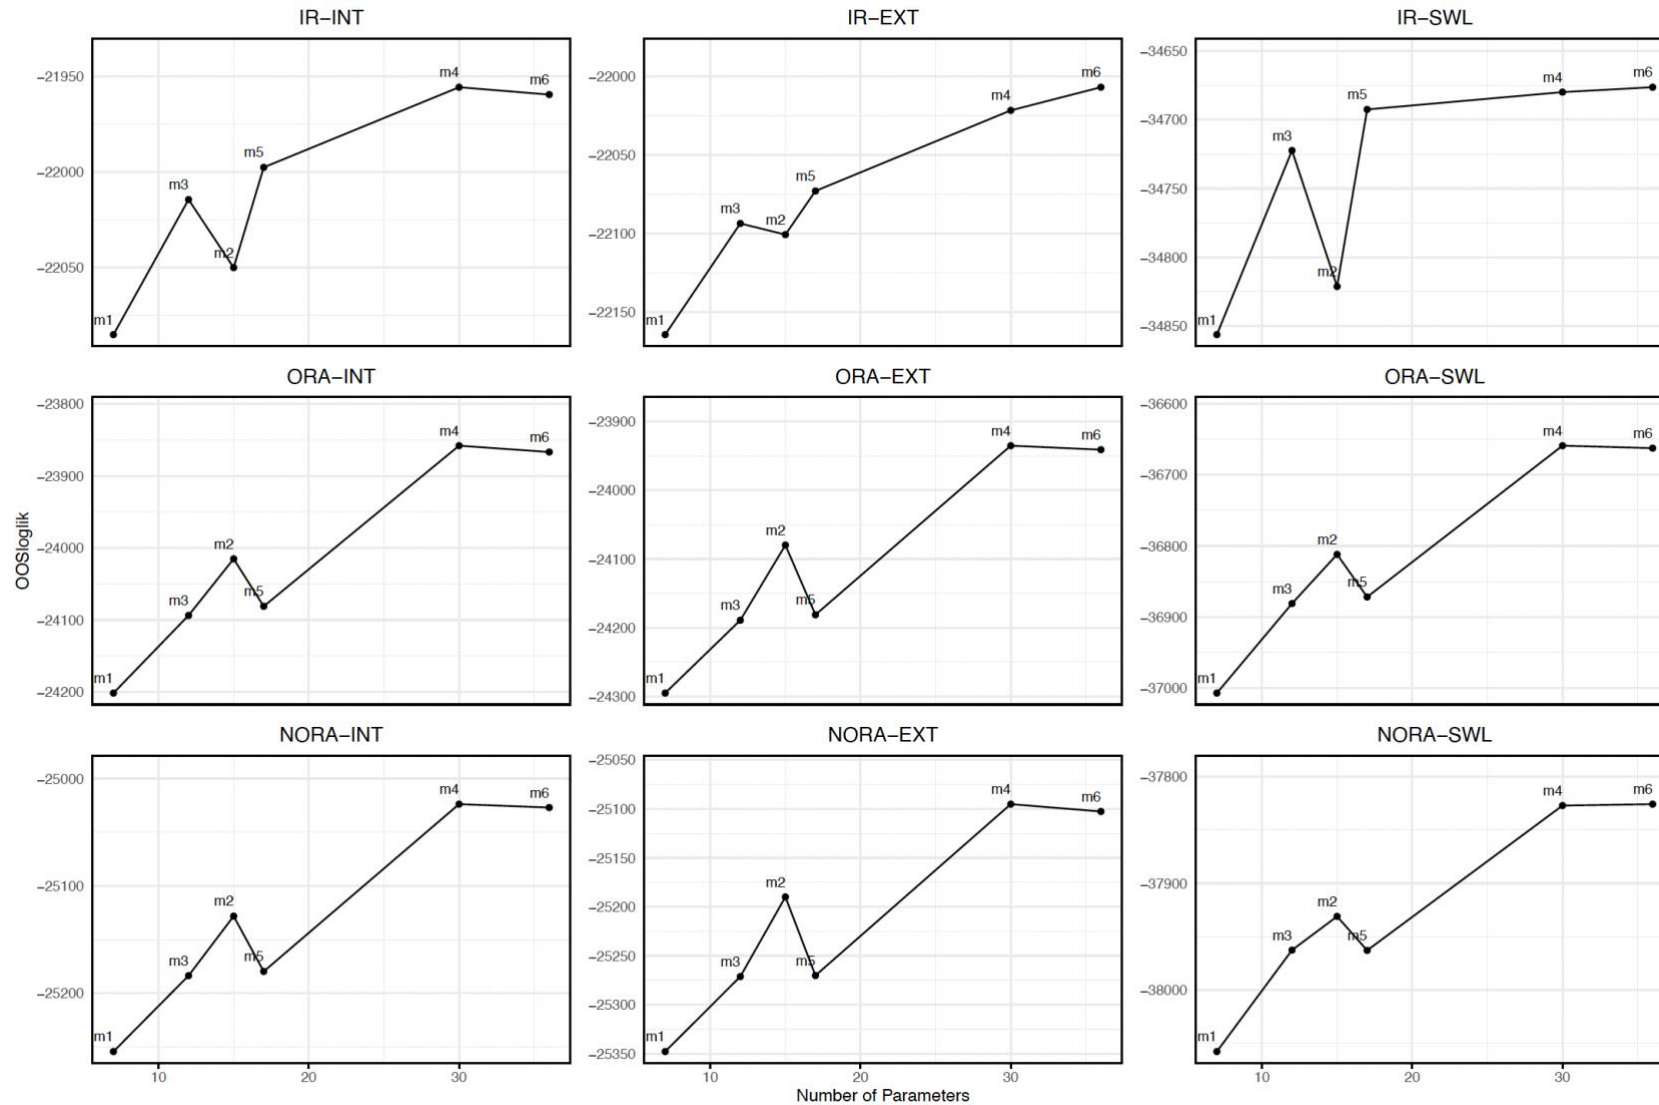 IR−INT
IR−EXT
IR−SWL
−21950
−22000
−22050
m1
m3
m2
m5
m4
m6
−22000
−22050
−22100
−22150
m1
m3
m2
m5
m4
m6
−34650
−34700
−34750
−34800
−34850
m1
m3
m2
m5
m4
m6
ORA−INT
ORA−EXT
ORA−SWL
OOSloglik
−23800
−23900
−24000
−24100
−24200
m1
m3
m2
m5
m4
m6
−23900
−24000
−24100
−24200
−24300
m1
m3
m2
m5
m4
m6
−36600
−36700
−36800
−36900
−37000
m1
m3
m2
m5
m4
m6
NORA−INT
NORA−EXT
NORA−SWL
−25000
−25100
−25200
m1
m3
m2
m5
m4
m6
−25050
−25100
−25150
−25200
−25250
−25300
−25350
m1
m3
m2
m5
m4
m6
−37800
−37900
−38000
m1
m3
m2
m5
m4
m6
10 20 30
10 20 30
10 20 30
Number of Parameters